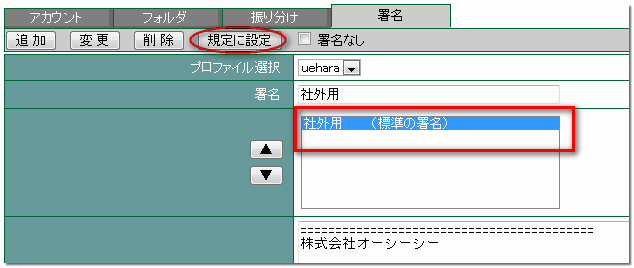 アカウント フォルダ 振り分け 署名
追加 変更 削除 規定に設定 署名なし
プロファイル選択 uehara
署名 社外用
社外用 (標準の署名)
==========================================
株式会社オーシーシー